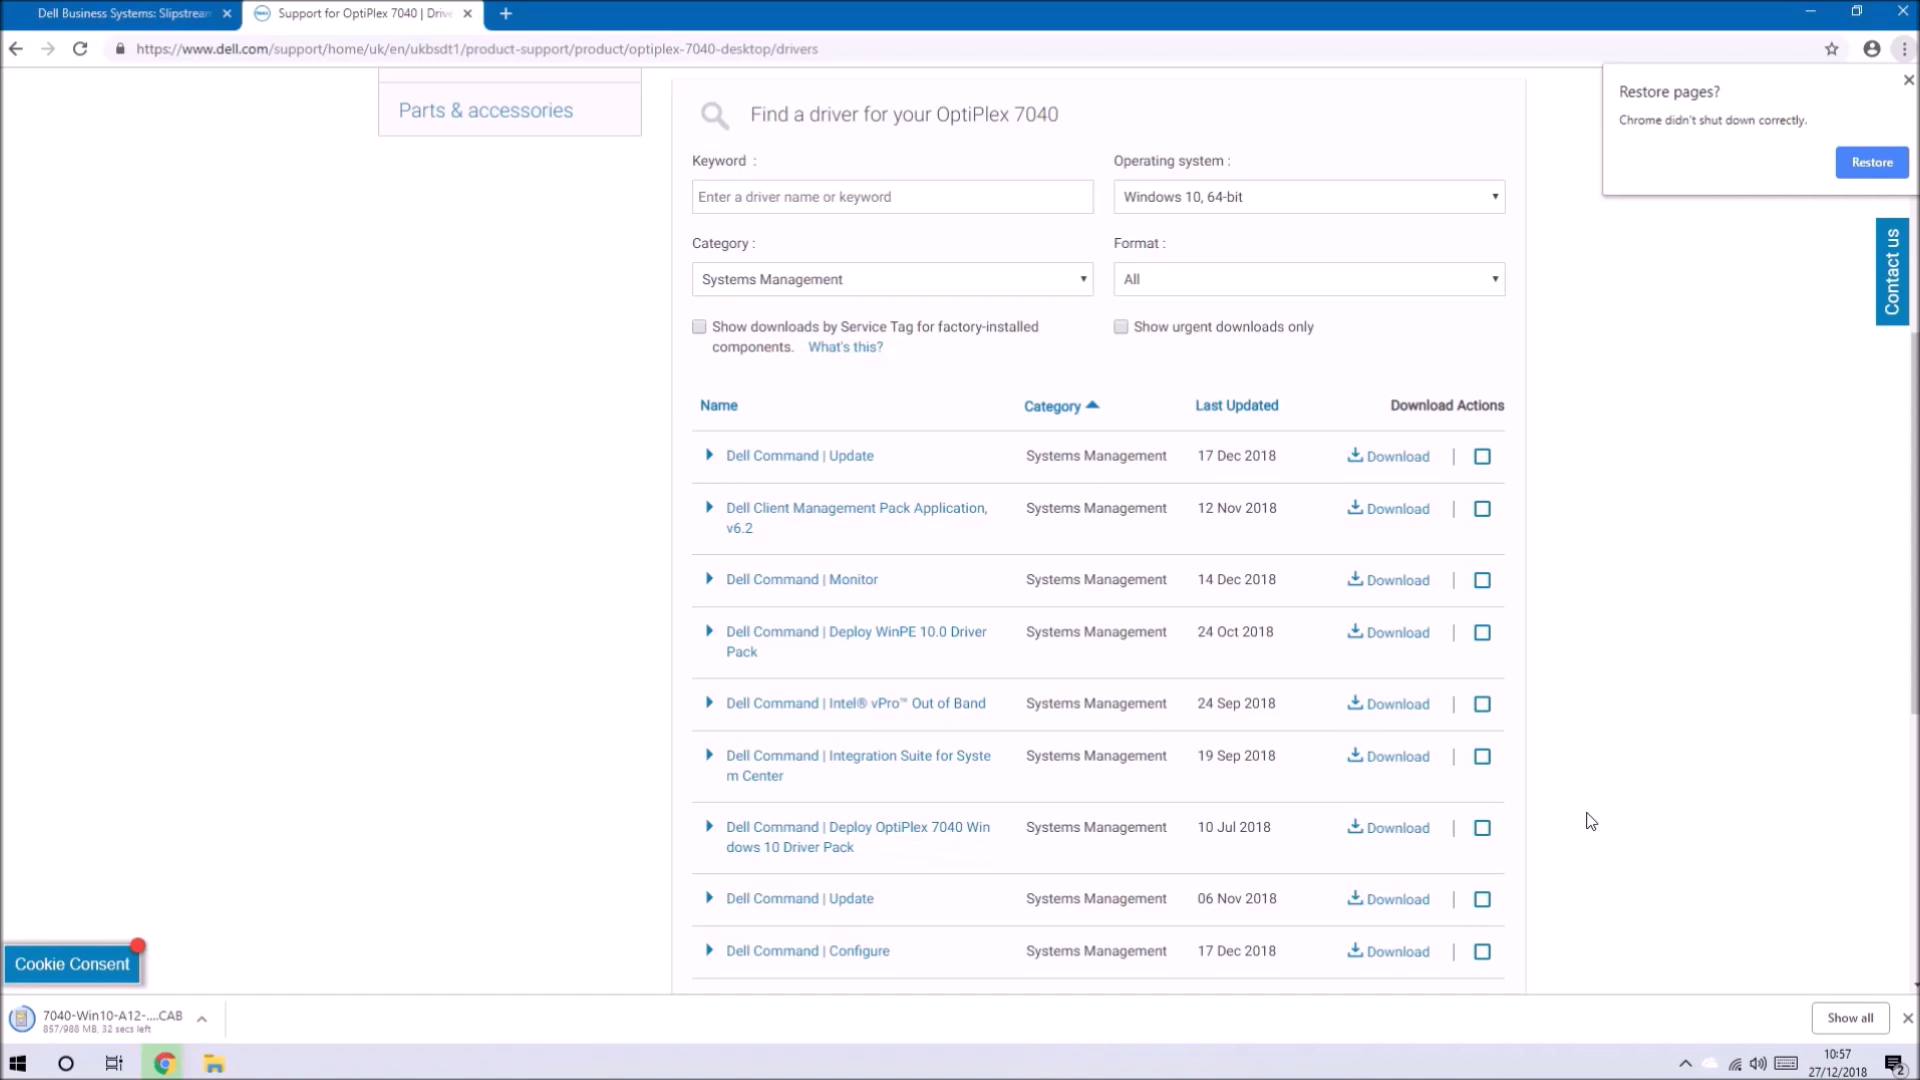 Dell Business Systems: Slipstream
Support for OptiPlex 7040 | Drive
https://www.dell.com/support/home/uk/en/ukbsdt1/product-support/product/optiplex-7040-desktop/drivers
Restore pages?
Chrome didn't shut down correctly.
Restore
Parts & accessories
Find a driver for your OptiPlex 7040
Keyword :
Operating system :
Enter a driver name or keyword
Windows 10, 64-bit
Category :
Format :
Systems Management
All
Show downloads by Service Tag for factory-installed
components. What's this?
Show urgent downloads only
Contact us
Name Category Last Updated Download Actions
Dell Command | Update Systems Management 17 Dec 2018 Download |
Dell Client Management Pack Application, Systems Management 12 Nov 2018 Download |
v6.2
Dell Command | Monitor Systems Management 14 Dec 2018 Download |
Dell Command | Deploy WinPE 10.0 Driver Systems Management 24 Oct 2018 Download |
Pack
Dell Command | Intel® vPro™ Out of Band Systems Management 24 Sep 2018 Download |
Dell Command | Integration Suite for Syste Systems Management 19 Sep 2018 Download |
m Center
Dell Command | Deploy OptiPlex 7040 Win Systems Management 10 Jul 2018 Download |
dows 10 Driver Pack
Dell Command | Update Systems Management 06 Nov 2018 Download |
Dell Command | Configure Systems Management 17 Dec 2018 Download |
Cookie Consent
7040-Win10-A12-....CAB
857/988 MB, 32 secs left
Show all
10:57
27/12/2018
2